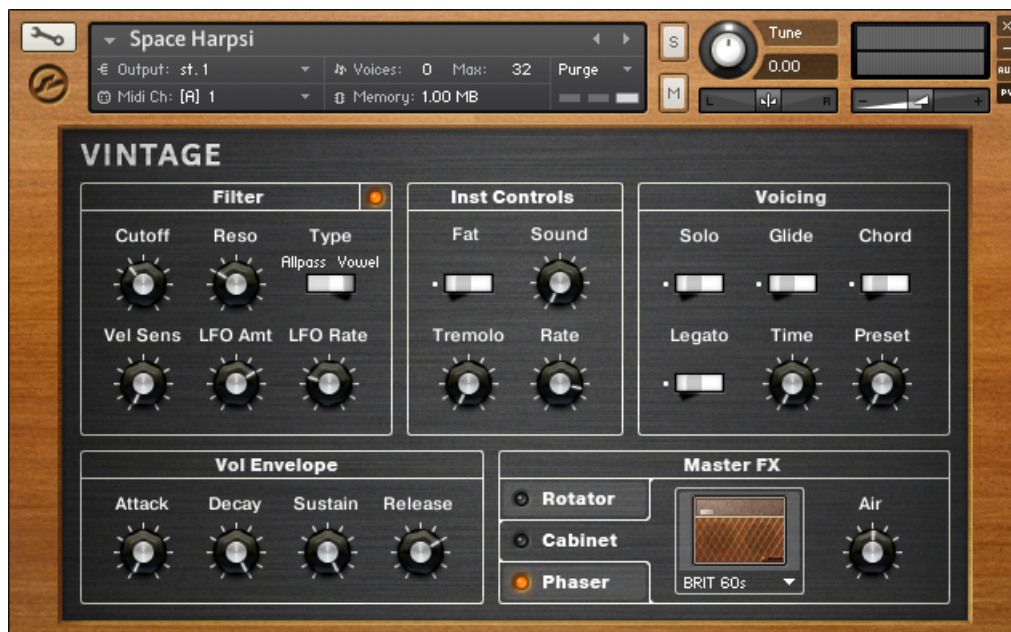 Space Harpsi
Output: st.1
Voices: 0 Max: 32
Purge
Midi Ch: [A] 1
Memory: 1.00 MB
S
M
Tune
0.00
L R
- +
×
-
AU
PV
VINTAGE
Filter
Cutoff Reso Type
Allpass Vowel
Vel Sens LFO Amt LFO Rate
Inst Controls
Fat Sound
Tremolo Rate
Voicing
Solo Glide Chord
Legato Time Preset
Vol Envelope
Attack Decay Sustain Release
Master FX
Rotator
Cabinet
Phaser
BRIT 60s
Air